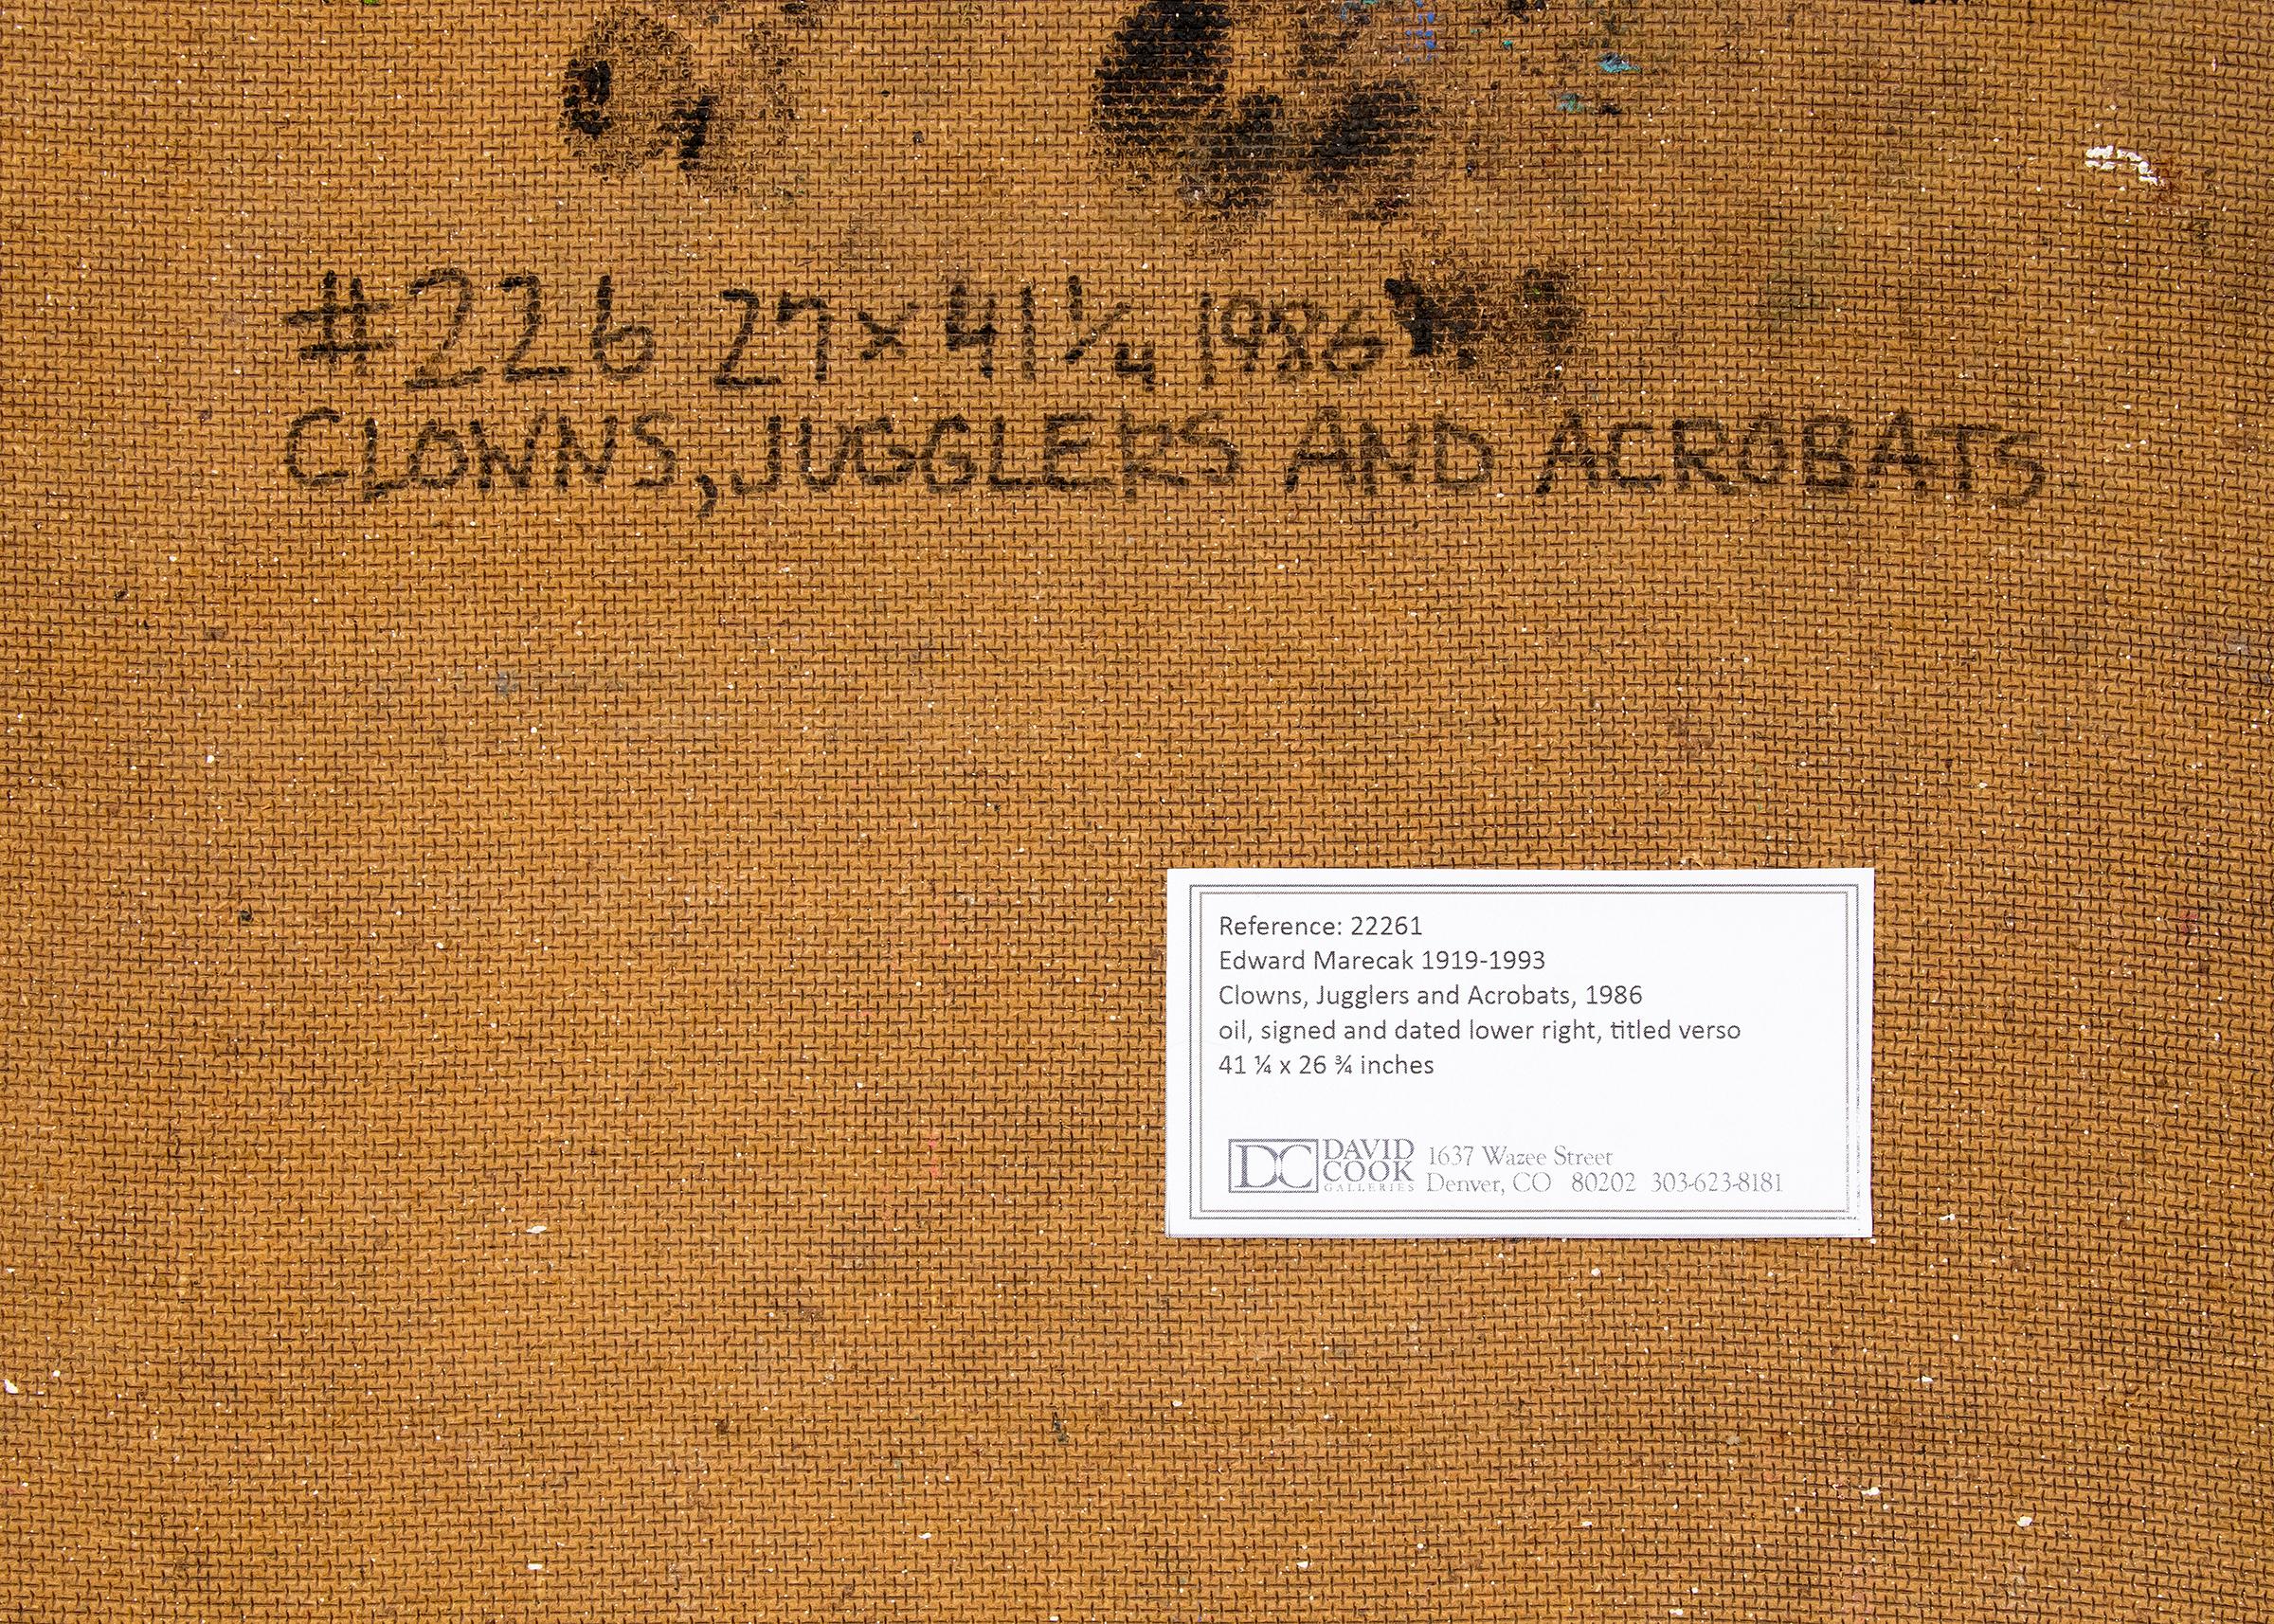 #226 27 x 41 1/4 1986
CLOWNS, JUGGLERS AND ACROBATS
Reference: 22261
Edward Marecak 1919-1993
Clowns, Jugglers and Acrobats, 1986
oil, signed and dated lower right, titled verso
41 ¼ x 26 ¾ inches
DC DAVID COOK GALLERIES
1637 Wazee Street
Denver, CO 80202 303-623-8181